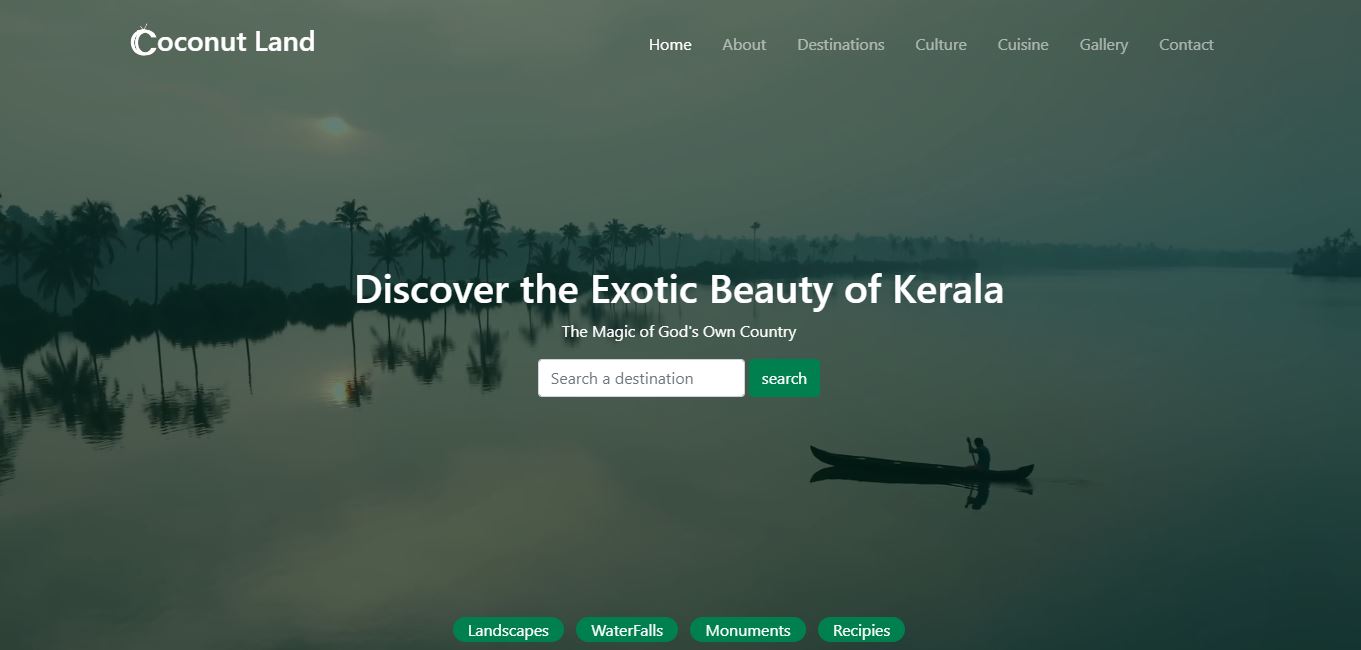 Coconut Land
Home About Destinations Culture Cuisine Gallery Contact
Discover the Exotic Beauty of Kerala
The Magic of God's Own Country
Search a destination search
Landscapes WaterFalls Monuments Recipies